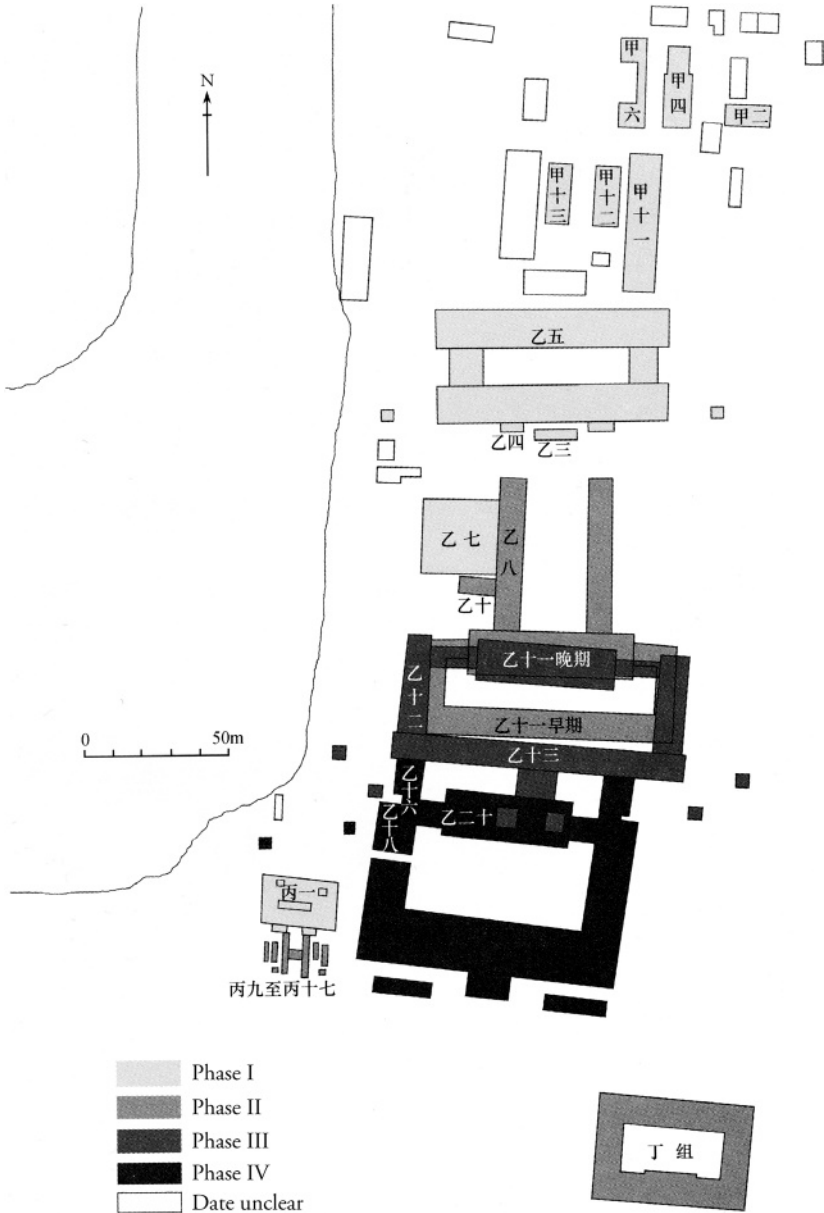 N
甲六
甲四
甲二
甲十三
甲十二
甲十一
乙五
乙四
乙三
乙七
乙八
乙十
乙十一晚期
乙十二
乙十一早期
0 50m
乙十三
乙十六
乙二十
乙十八
丙一
丙九至丙十七
Phase I
Phase II
Phase III
Phase IV
Date unclear
丁组